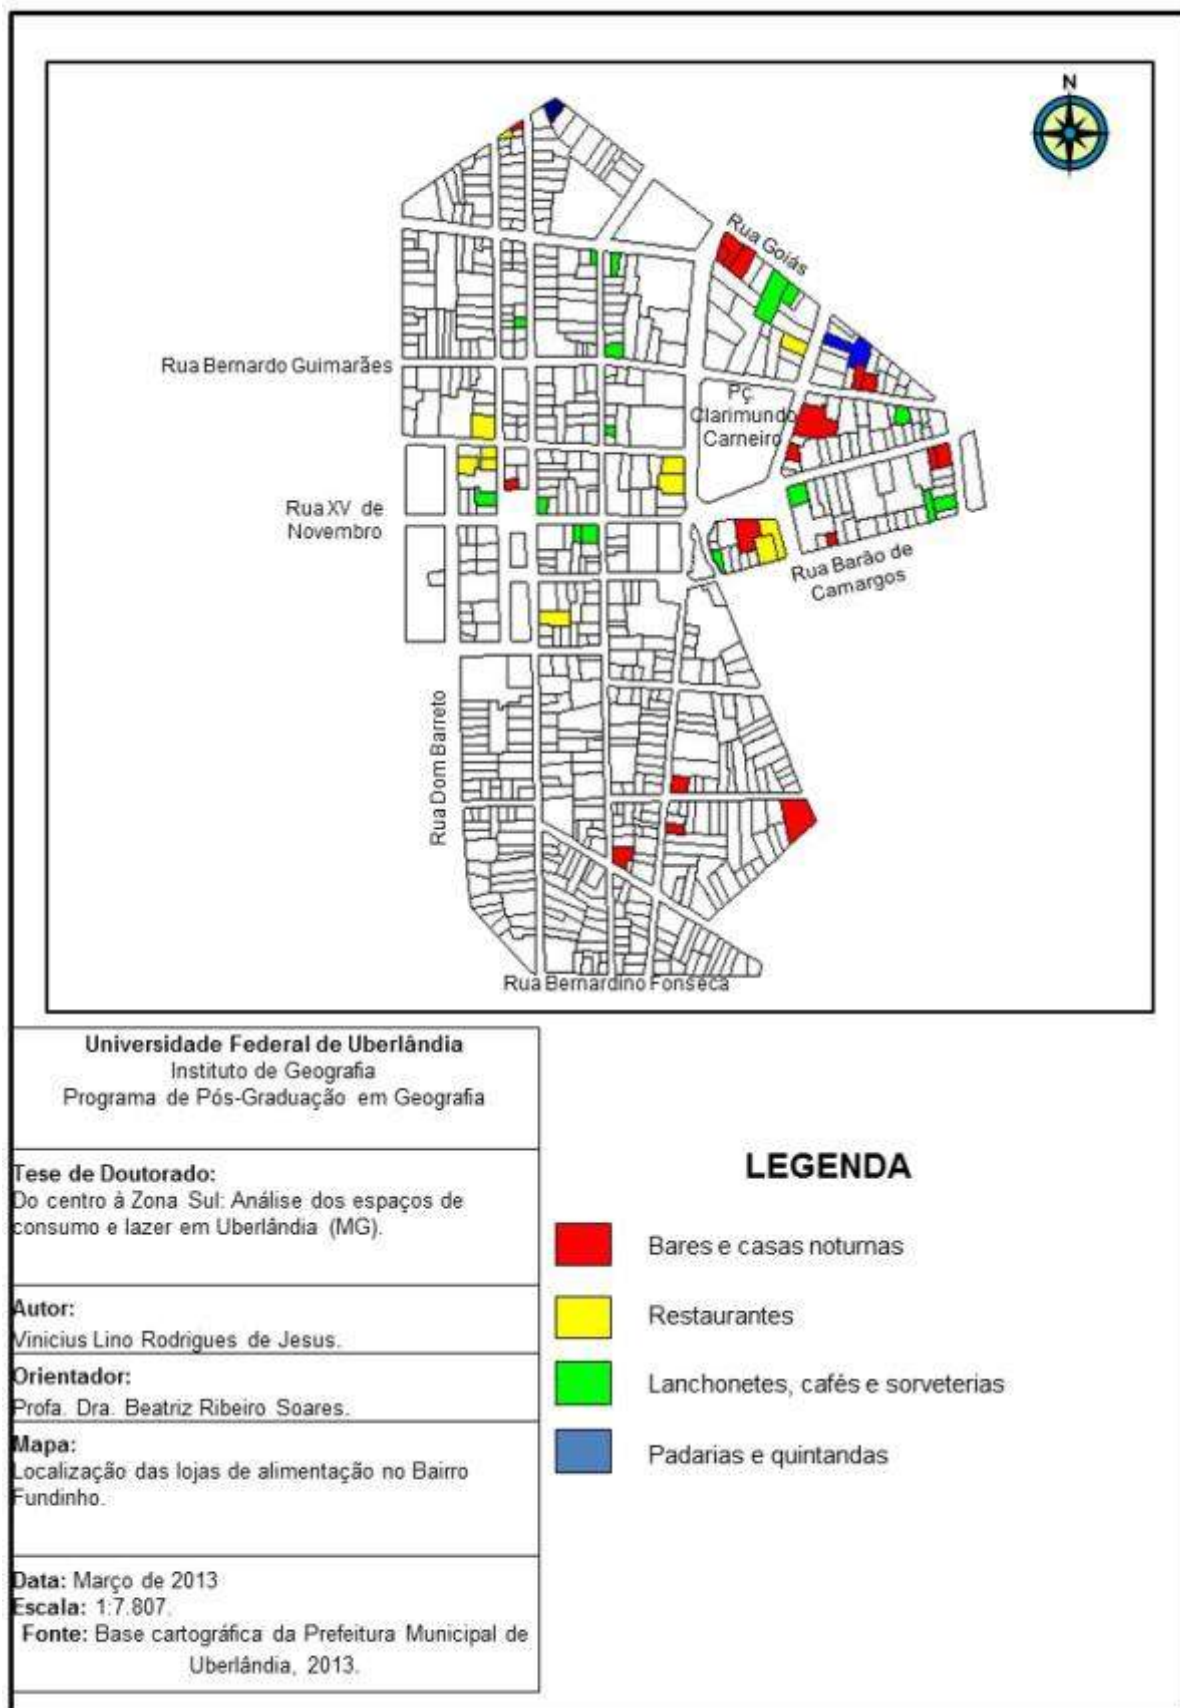 N
Rua Goiás
Rua Bernardo Guimarães
Pç.
Clarimundo
Carneiro
Rua XV de
Novembro
Rua Barão de
Camargos
Rua Dom Barreto
Rua Bernardino Fonseca
Universidade Federal de Uberlândia
Instituto de Geografia
Programa de Pós-Graduação em Geografia
Tese de Doutorado:
Do centro à Zona Sul: Análise dos espaços de
consumo e lazer em Uberlândia (MG).
Autor:
Vinicius Lino Rodrigues de Jesus.
Orientador:
Profa. Dra. Beatriz Ribeiro Soares.
Mapa:
Localização das lojas de alimentação no Bairro
Fundinho.
Data: Março de 2013
Escala: 1:7.807.
Fonte: Base cartográfica da Prefeitura Municipal de
Uberlândia, 2013.
LEGENDA
Bares e casas noturnas
Restaurantes
Lanchonetes, cafés e sorveterias
Padarias e quintandas